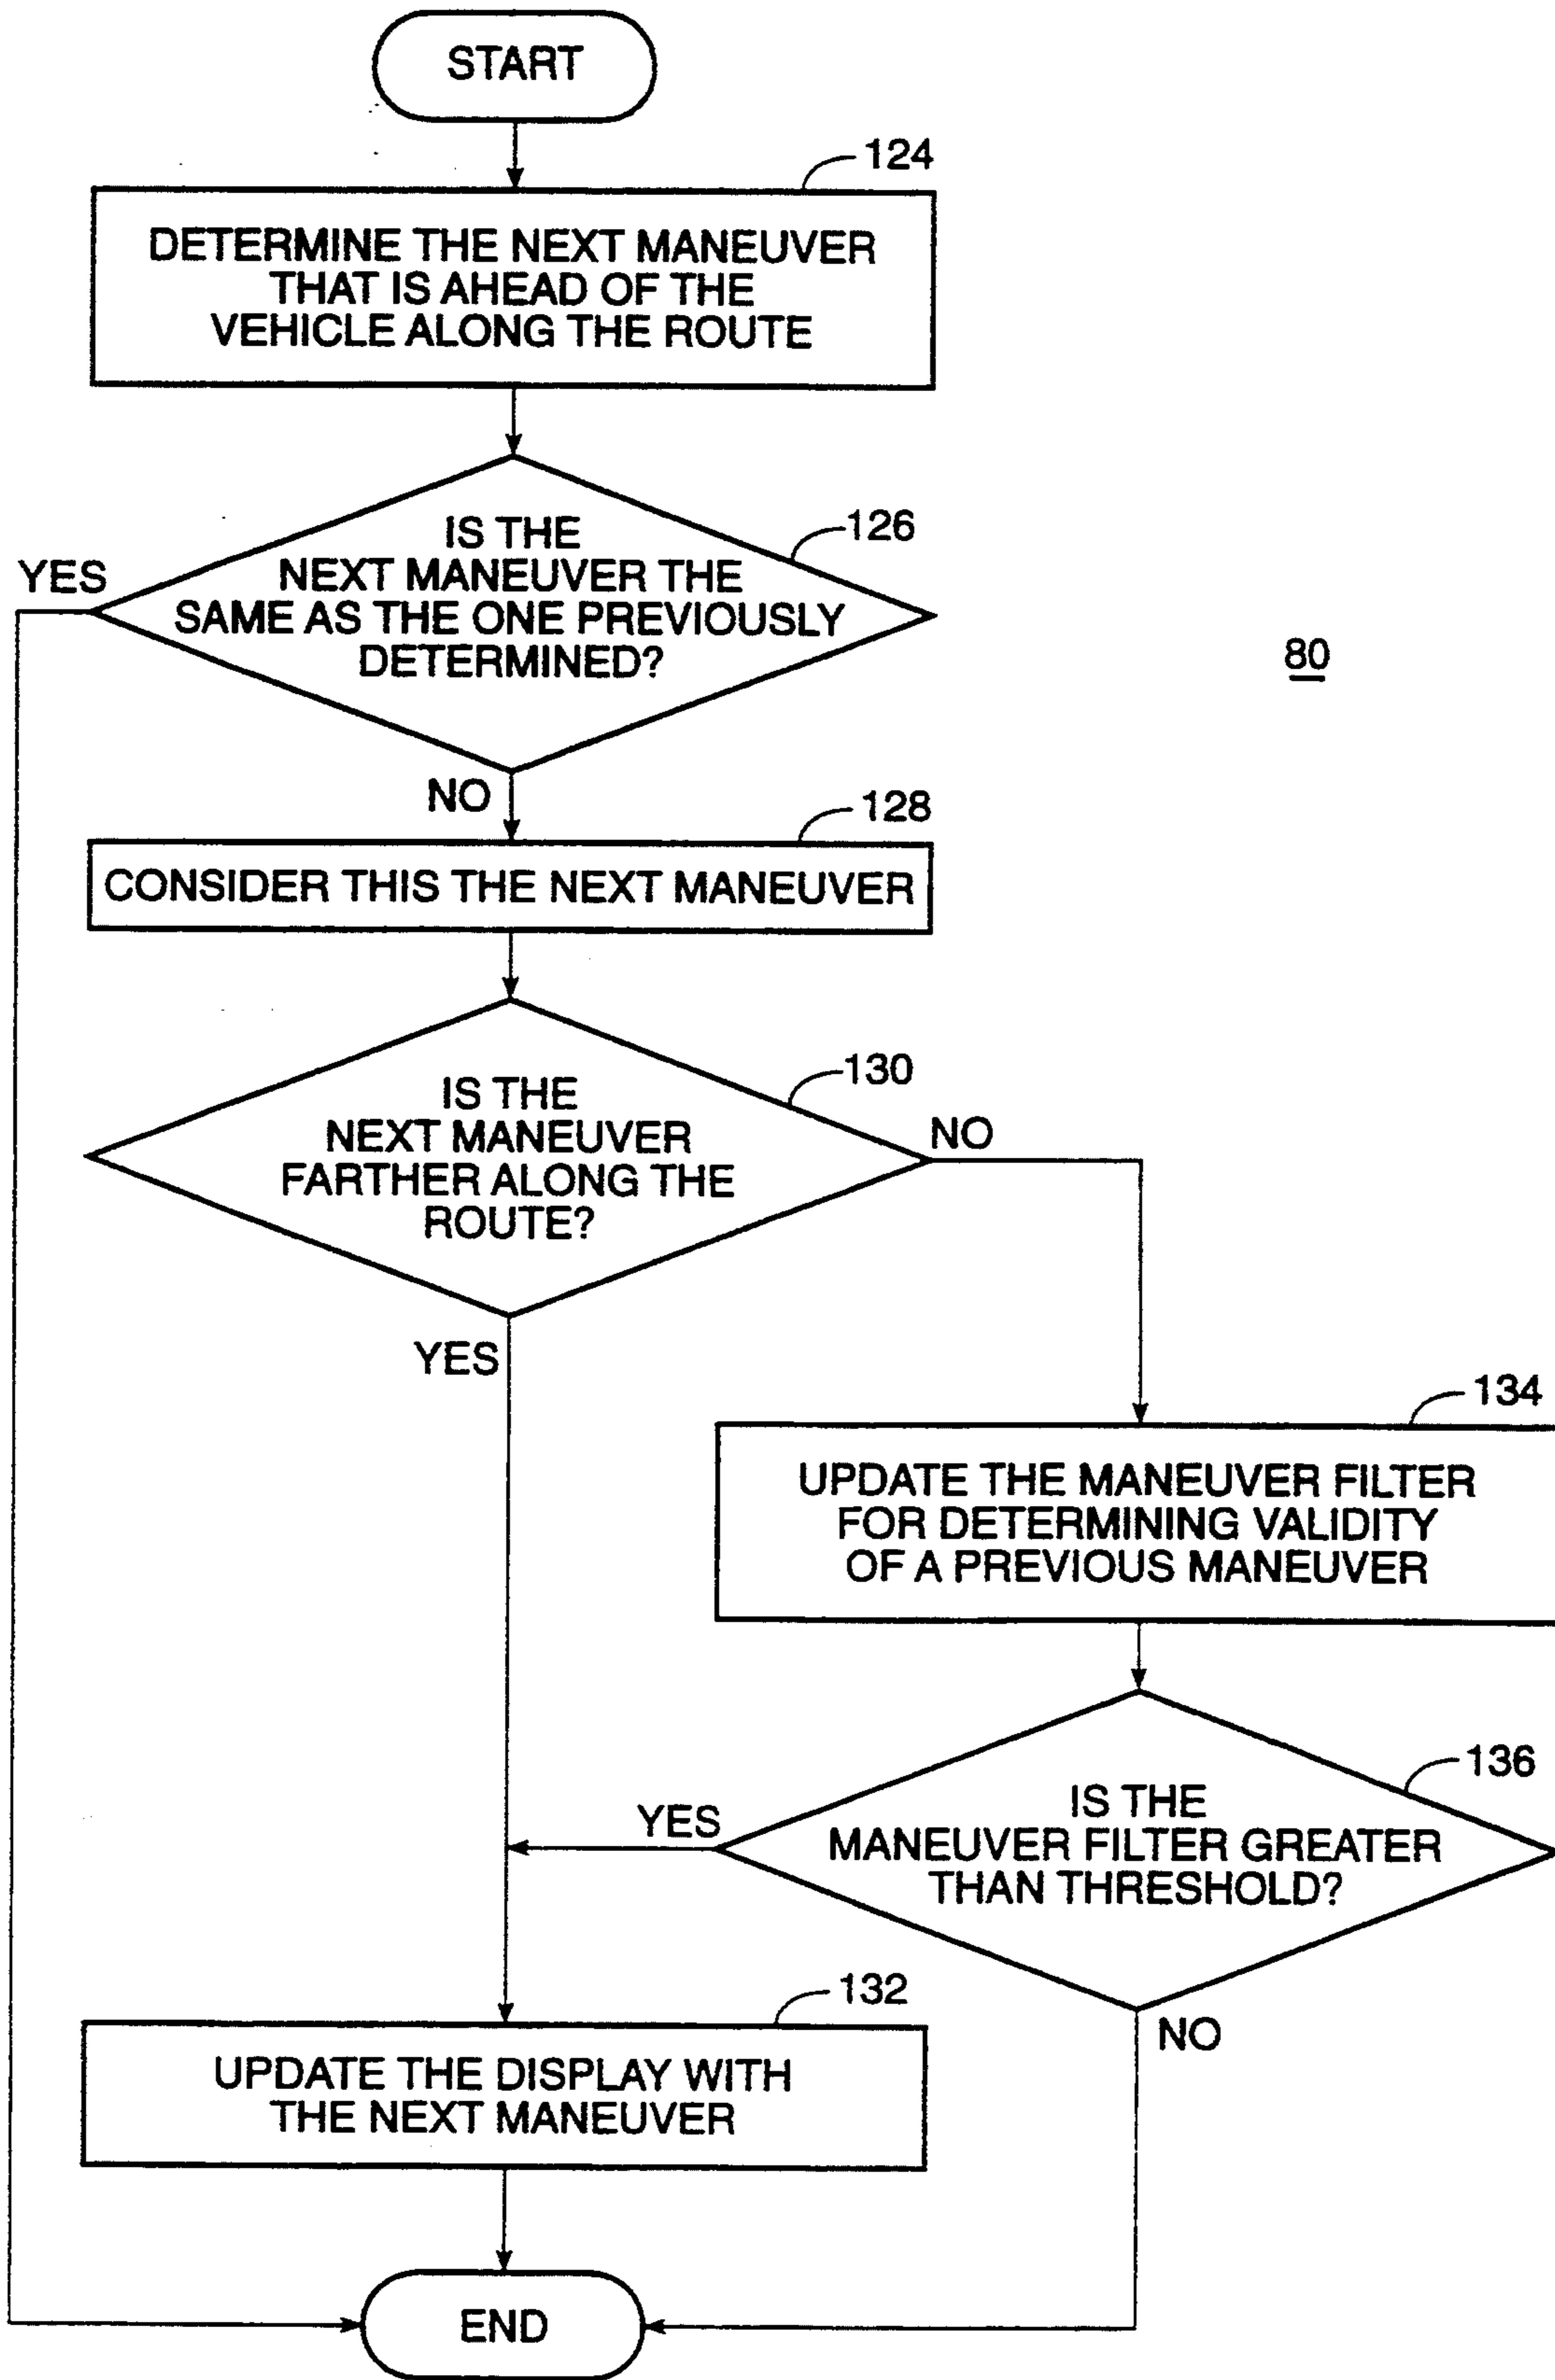 START
124
DETERMINE THE NEXT MANEUVER
THAT IS AHEAD OF THE
VEHICLE ALONG THE ROUTE
126
IS THE
NEXT MANEUVER THE
SAME AS THE ONE PREVIOUSLY
DETERMINED?
YES
80
NO
128
CONSIDER THIS THE NEXT MANEUVER
130
IS THE
NEXT MANEUVER
FARTHER ALONG THE
ROUTE?
NO
YES
134
UPDATE THE MANEUVER FILTER
FOR DETERMINING VALIDITY
OF A PREVIOUS MANEUVER
136
IS THE
MANEUVER FILTER GREATER
THAN THRESHOLD?
YES
NO
132
UPDATE THE DISPLAY WITH
THE NEXT MANEUVER
END